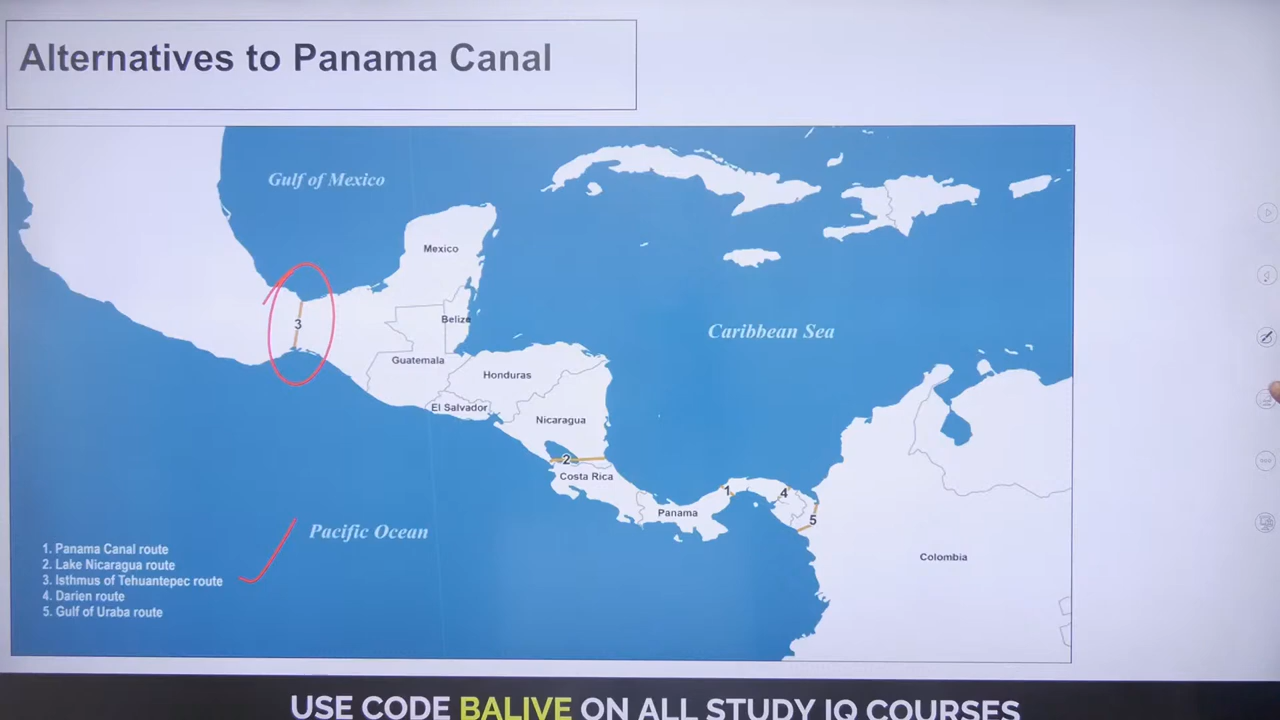 Alternatives to Panama Canal
Gulf of Mexico
Mexico
Belize
Guatemala
Honduras
El Salvador
Nicaragua
Costa Rica
Panama
Colombia
Caribbean Sea
Pacific Ocean
3
2
1
4
5
1. Panama Canal route
2. Lake Nicaragua route
3. Isthmus of Tehuantepec route
4. Darien route
5. Gulf of Uraba route
USE CODE BALIVE ON ALL STUDY IQ COURSES